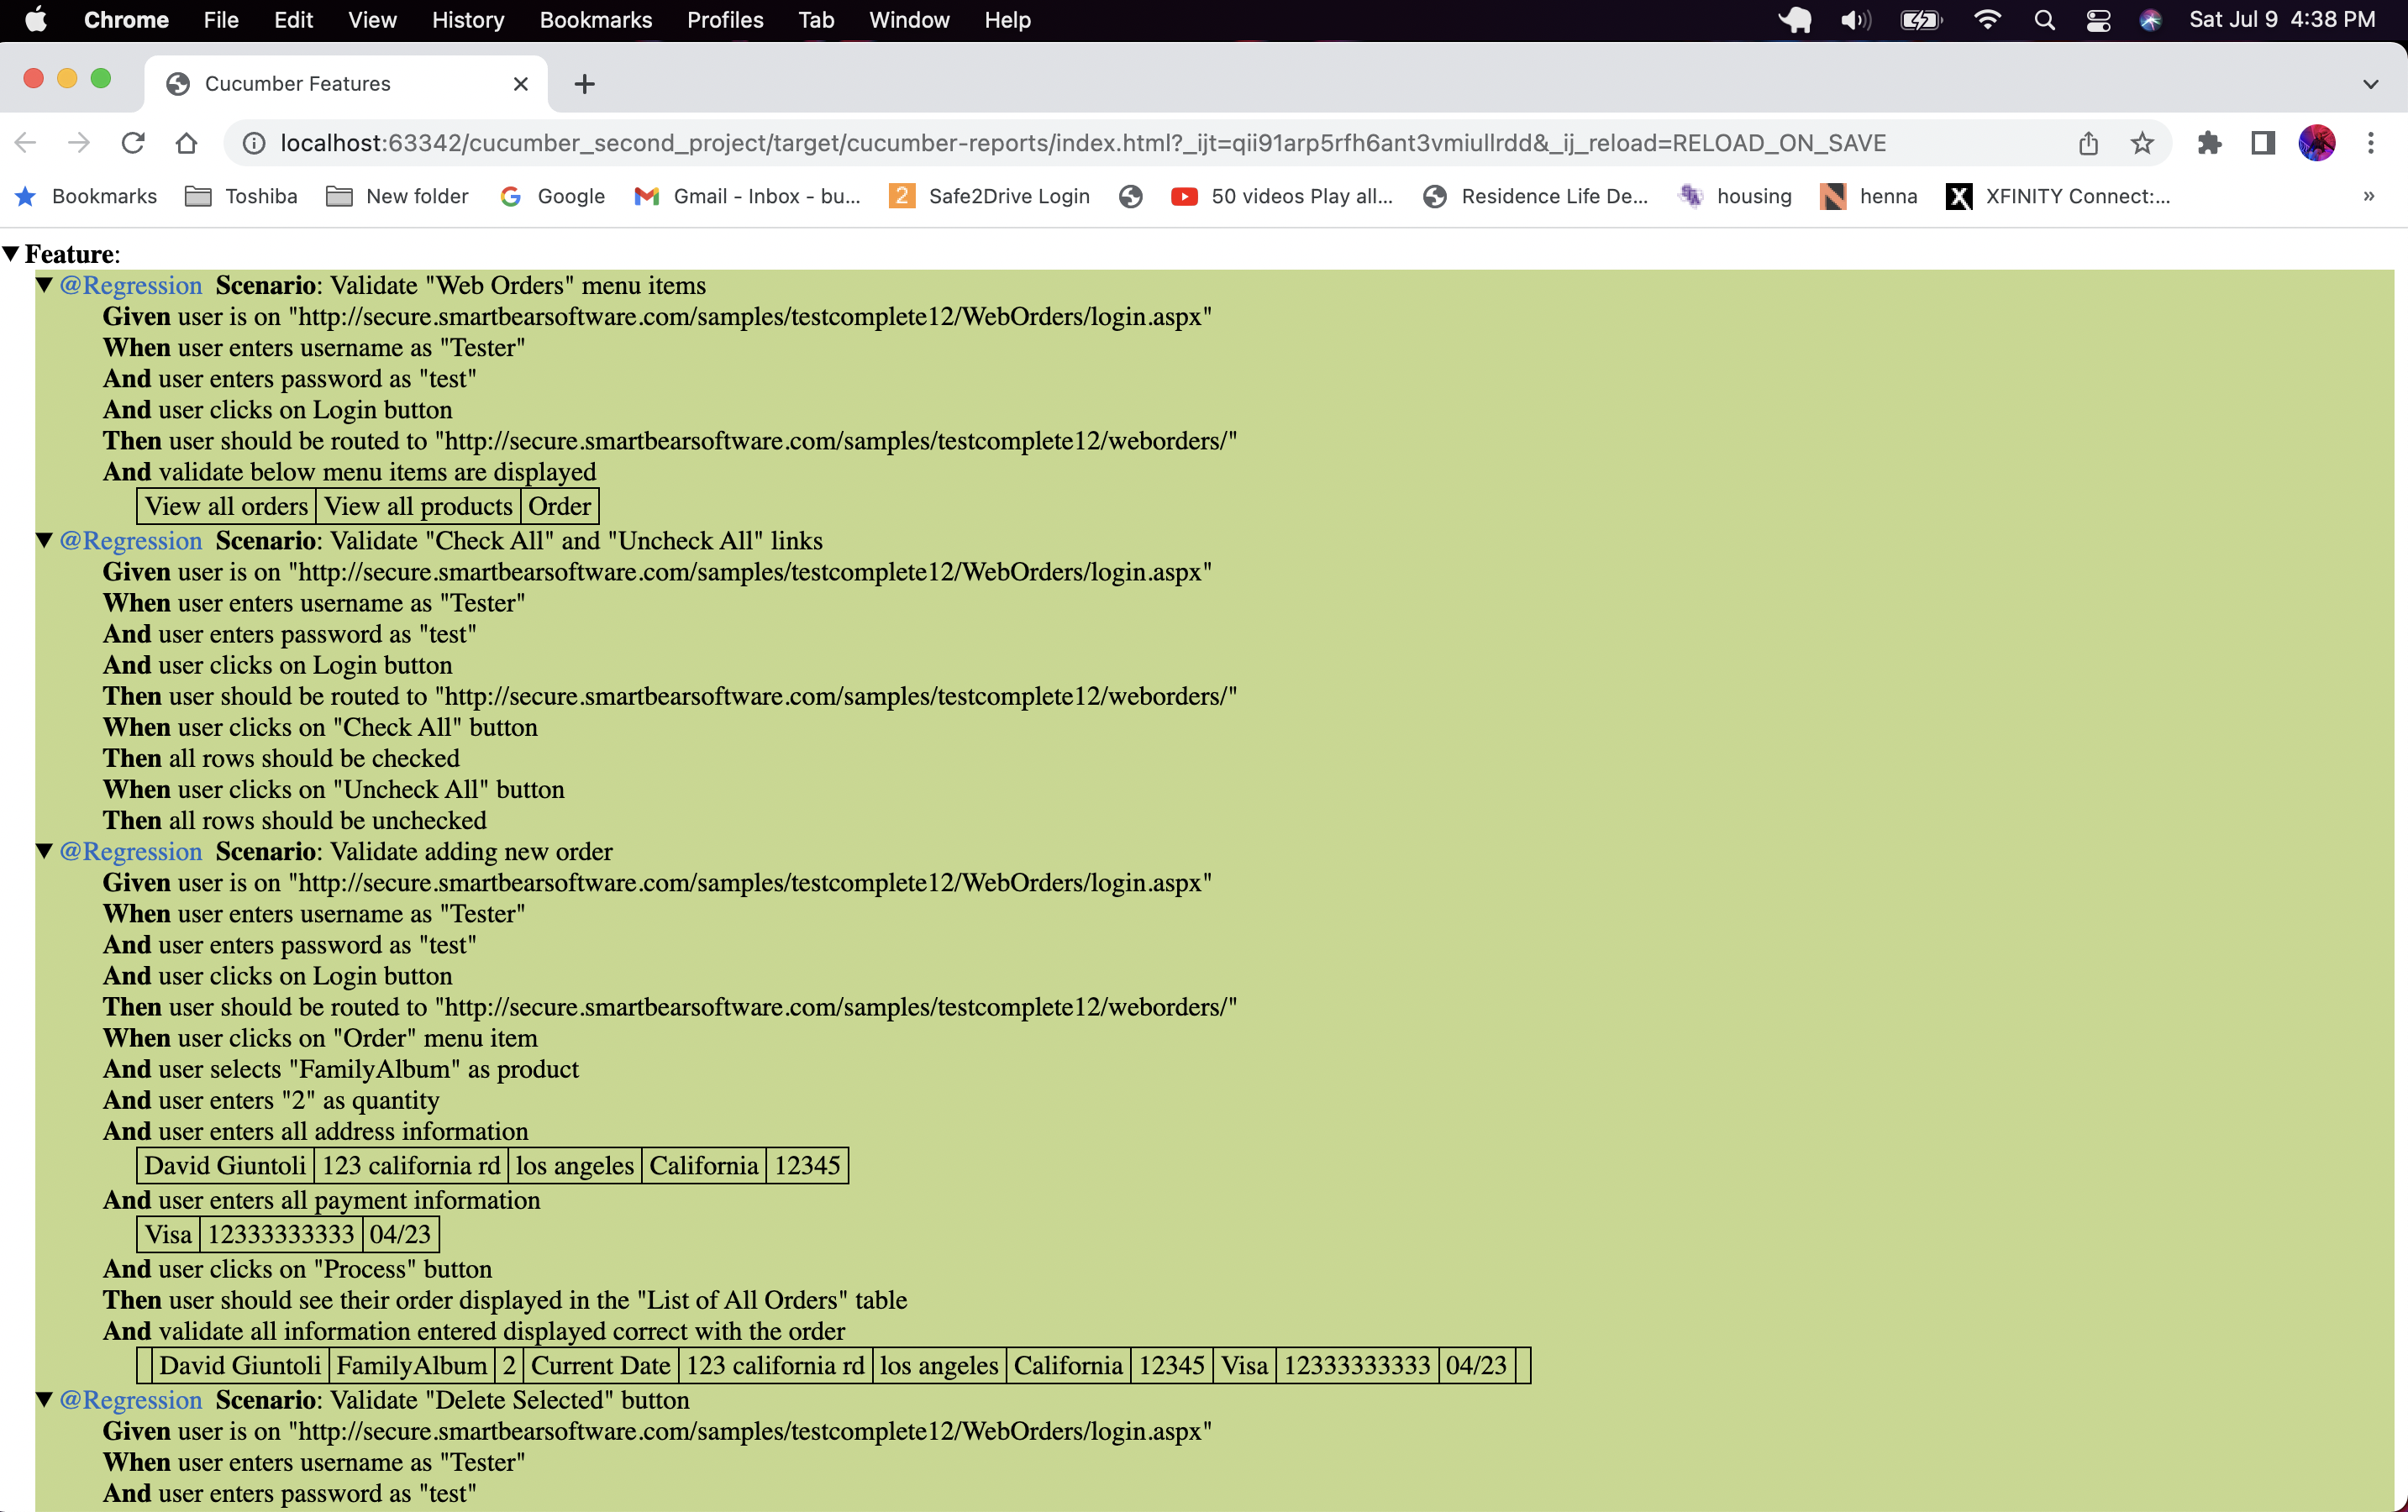 Chrome File Edit View History Bookmarks Profiles Tab Window Help Sat Jul 9 4:38 PM
Cucumber Features
localhost:63342/cucumber_second_project/target/cucumber-reports/index.html?_ijt=qii91arp5rfh6ant3vmiullrdd&_ij_reload=RELOAD_ON_SAVE
Bookmarks Toshiba New folder Google Gmail - Inbox - bu... 2 Safe2Drive Login 50 videos Play all... Residence Life De... housing henna XFINITY Connect:... »
Feature:
@Regression Scenario: Validate "Web Orders" menu items
Given user is on "http://secure.smartbearsoftware.com/samples/testcomplete12/WebOrders/login.aspx"
When user enters username as "Tester"
And user enters password as "test"
And user clicks on Login button
Then user should be routed to "http://secure.smartbearsoftware.com/samples/testcomplete12/weborders/"
And validate below menu items are displayed
View all orders View all products Order
@Regression Scenario: Validate "Check All" and "Uncheck All" links
Given user is on "http://secure.smartbearsoftware.com/samples/testcomplete12/WebOrders/login.aspx"
When user enters username as "Tester"
And user enters password as "test"
And user clicks on Login button
Then user should be routed to "http://secure.smartbearsoftware.com/samples/testcomplete12/weborders/"
When user clicks on "Check All" button
Then all rows should be checked
When user clicks on "Uncheck All" button
Then all rows should be unchecked
@Regression Scenario: Validate adding new order
Given user is on "http://secure.smartbearsoftware.com/samples/testcomplete12/WebOrders/login.aspx"
When user enters username as "Tester"
And user enters password as "test"
And user clicks on Login button
Then user should be routed to "http://secure.smartbearsoftware.com/samples/testcomplete12/weborders/"
When user clicks on "Order" menu item
And user selects "FamilyAlbum" as product
And user enters "2" as quantity
And user enters all address information
David Giuntoli 123 california rd los angeles California 12345
And user enters all payment information
Visa 12333333333 04/23
And user clicks on "Process" button
Then user should see their order displayed in the "List of All Orders" table
And validate all information entered displayed correct with the order
David Giuntoli FamilyAlbum 2 Current Date 123 california rd los angeles California 12345 Visa 12333333333 04/23
@Regression Scenario: Validate "Delete Selected" button
Given user is on "http://secure.smartbearsoftware.com/samples/testcomplete12/WebOrders/login.aspx"
When user enters username as "Tester"
And user enters password as "test"